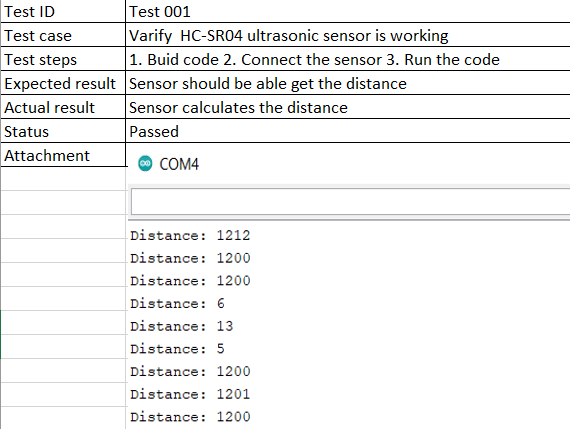 Test ID Test 001
Test case Varify HC-SR04 ultrasonic sensor is working
Test steps 1. Buid code 2. Connect the sensor 3. Run the code
Expected result Sensor should be able get the distance
Actual result Sensor calculates the distance
Status Passed
Attachment
COM4
Distance: 1212
Distance: 1200
Distance: 1200
Distance: 6
Distance: 13
Distance: 5
Distance: 1200
Distance: 1201
Distance: 1200